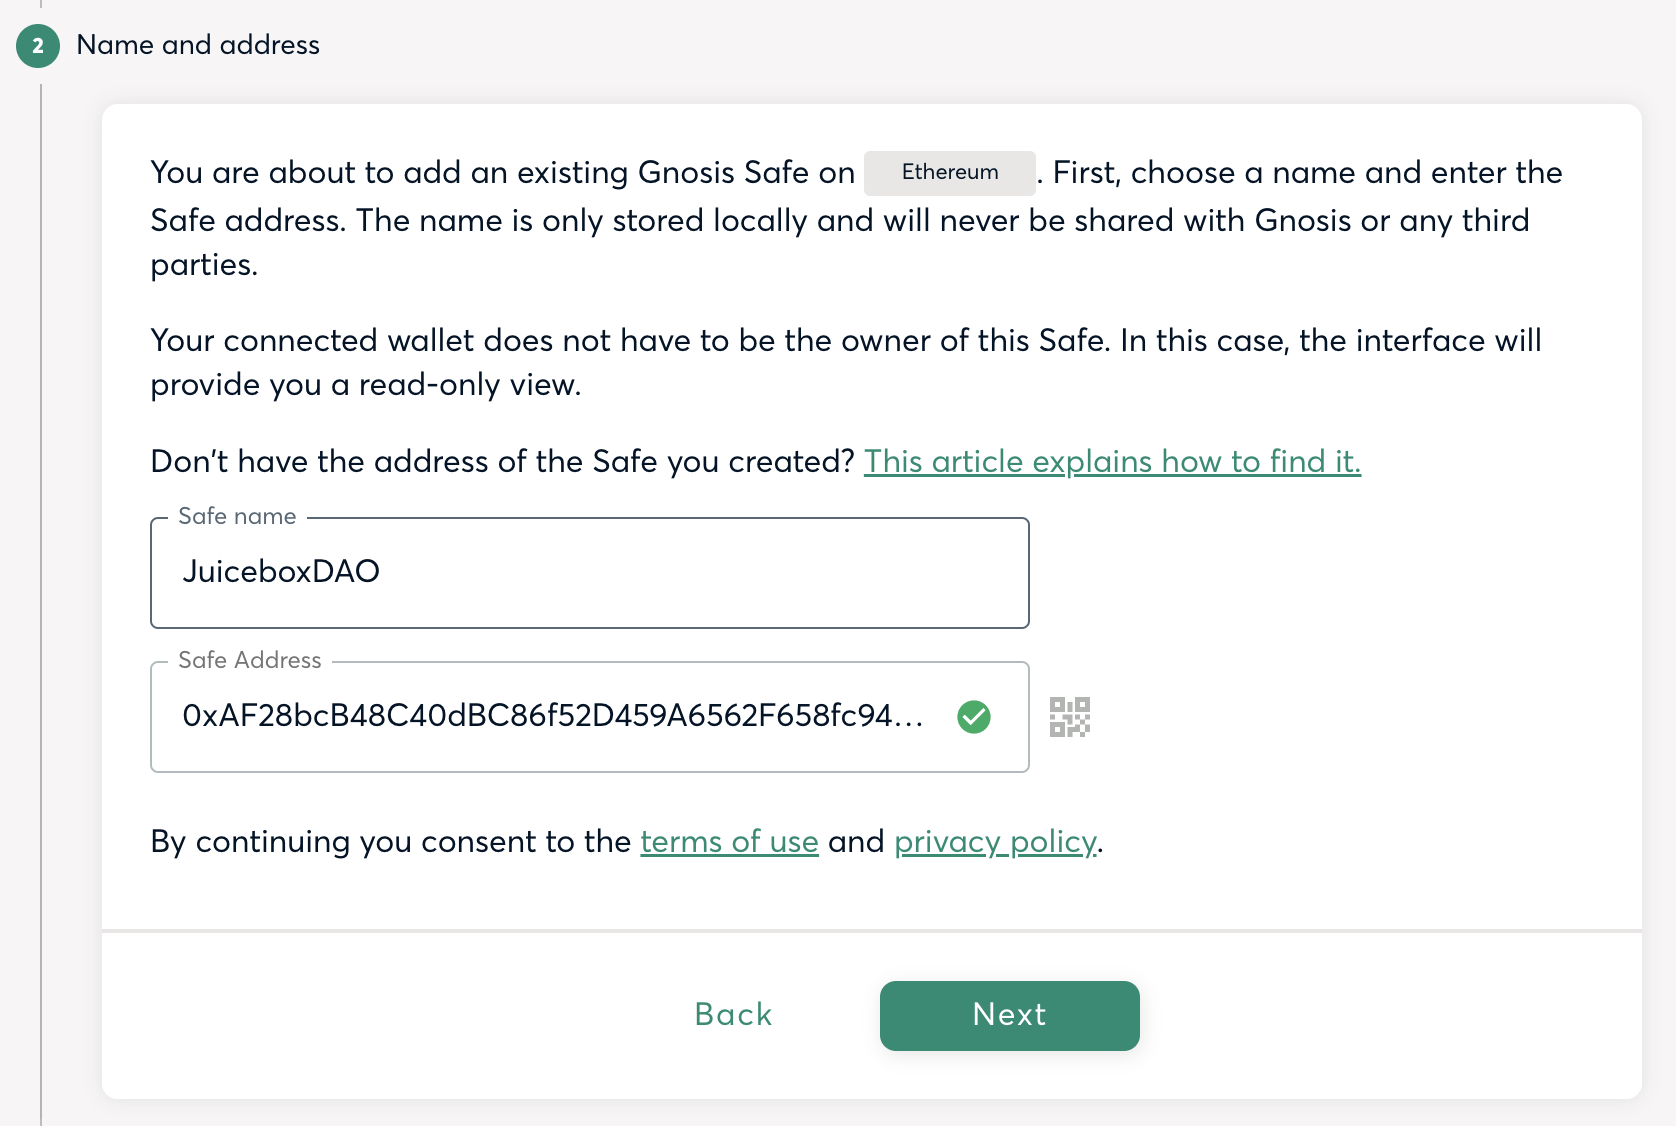 2 Name and address
You are about to add an existing Gnosis Safe on Ethereum . First, choose a name and enter the
Safe address. The name is only stored locally and will never be shared with Gnosis or any third
parties.
Your connected wallet does not have to be the owner of this Safe. In this case, the interface will
provide you a read-only view.
Don't have the address of the Safe you created? This article explains how to find it.
Safe name
JuiceboxDAO
Safe Address
0xAF28bcB48C40dBC86f52D459A6562F658fc94...
By continuing you consent to the terms of use and privacy policy.
Back Next